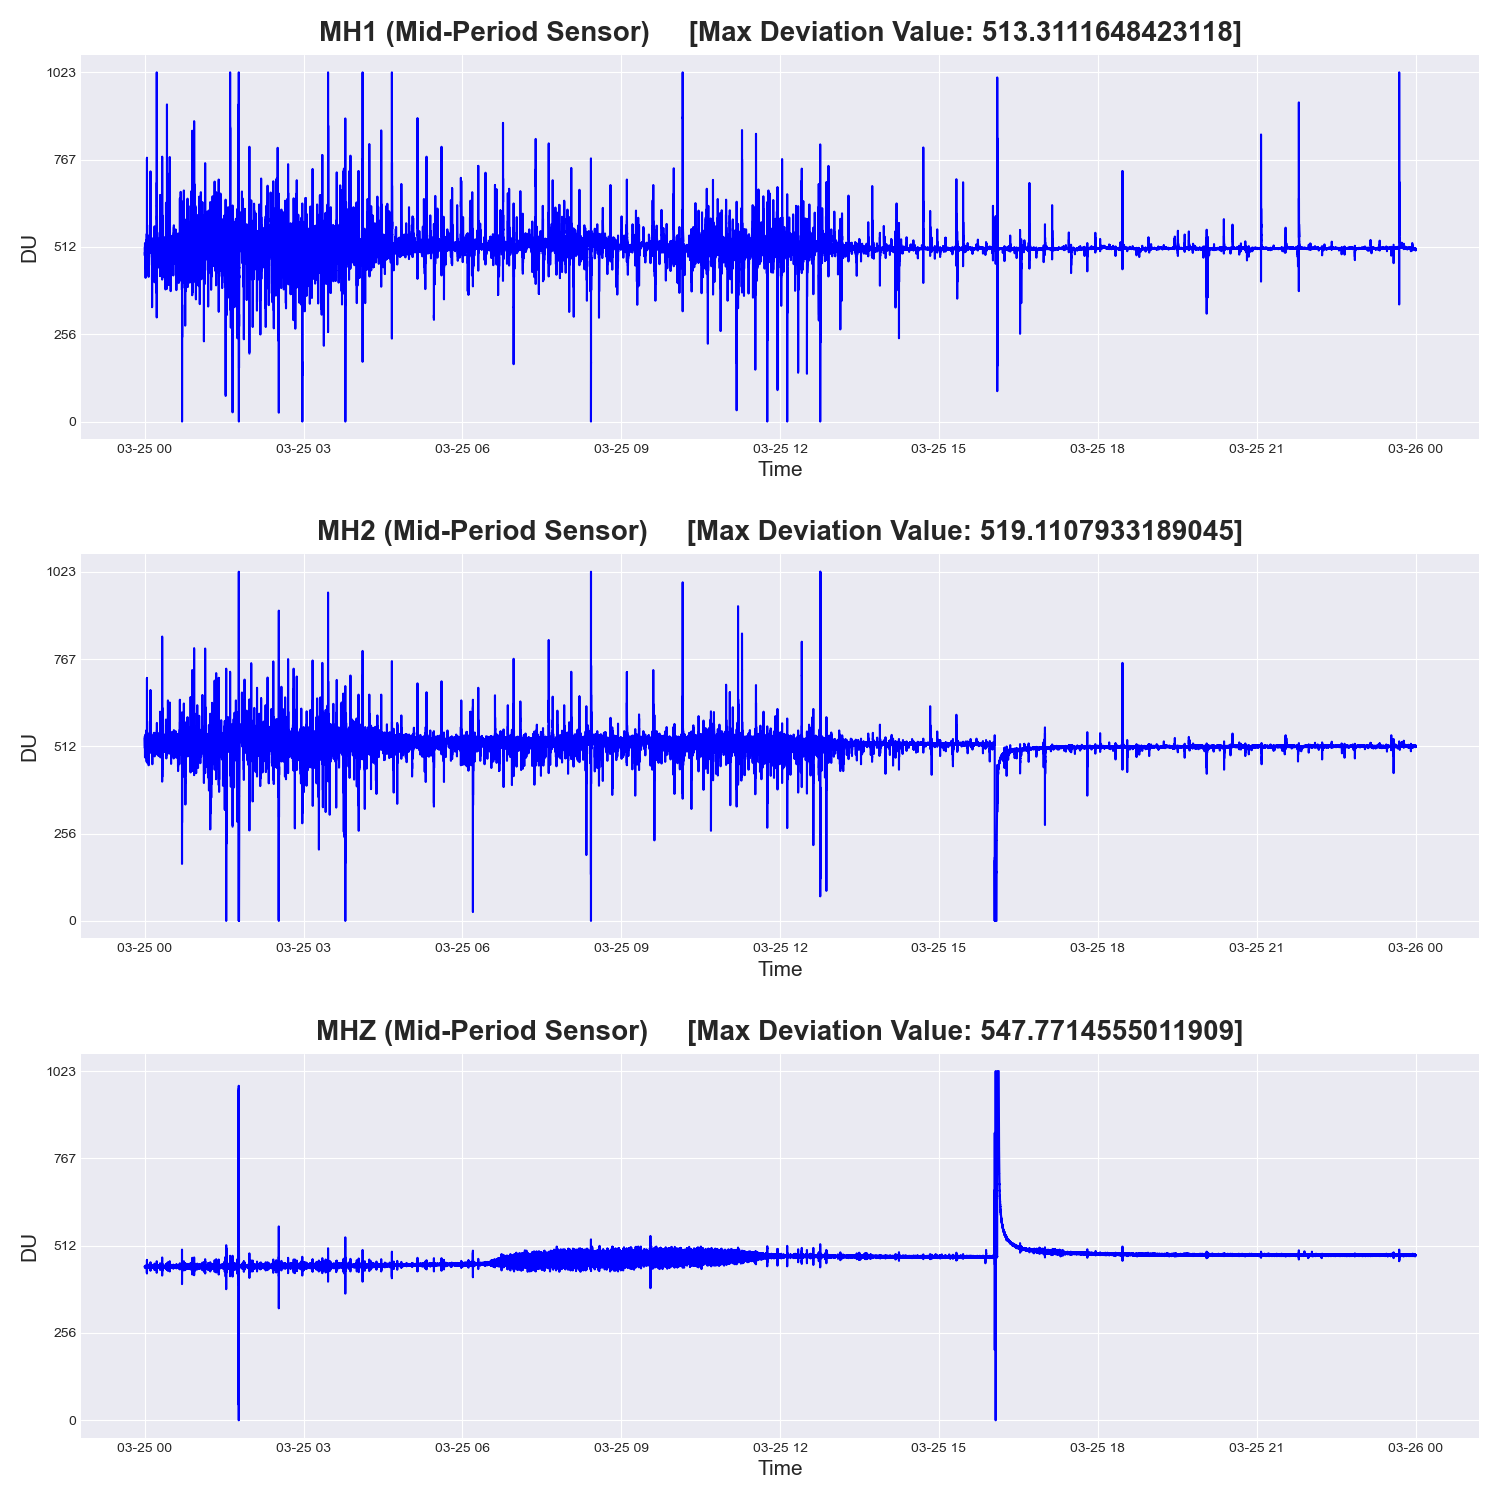 MH1 (Mid-Period Sensor) [Max Deviation Value: 513.3111648423118]
1023
767
512
256
0
DU
03-25 00 03-25 03 03-25 06 03-25 09 03-25 12 03-25 15 03-25 18 03-25 21 03-26 00
Time
MH2 (Mid-Period Sensor) [Max Deviation Value: 519.1107933189045]
1023
767
512
256
0
DU
03-25 00 03-25 03 03-25 06 03-25 09 03-25 12 03-25 15 03-25 18 03-25 21 03-26 00
Time
MHZ (Mid-Period Sensor) [Max Deviation Value: 547.7714555011909]
1023
767
512
256
0
DU
03-25 00 03-25 03 03-25 06 03-25 09 03-25 12 03-25 15 03-25 18 03-25 21 03-26 00
Time